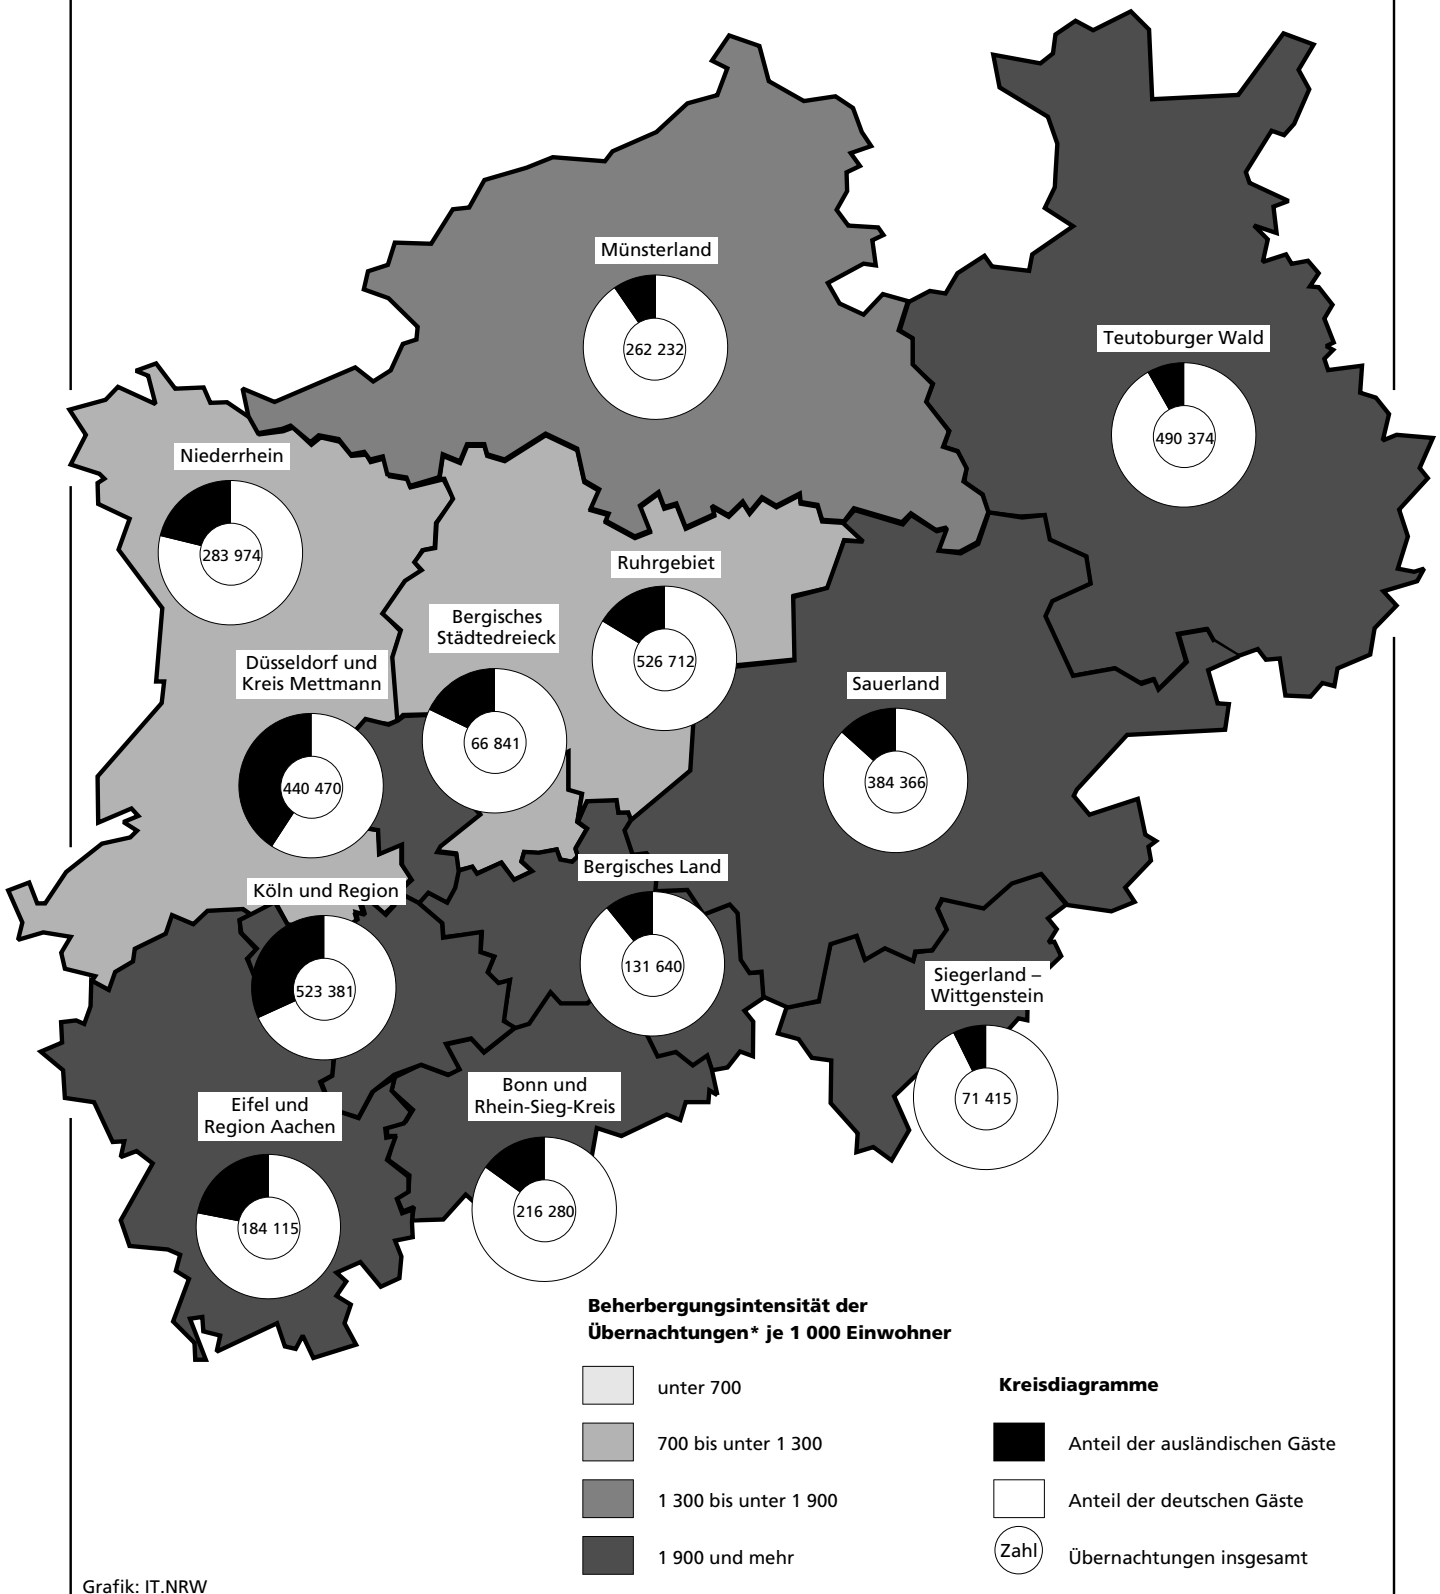 Münsterland
262 232
Teutoburger Wald
490 374
Niederrhein
283 974
Ruhrgebiet
526 712
Bergisches
Städtedreieck
66 841
Düsseldorf und
Kreis Mettmann
440 470
Sauerland
384 366
Bergisches Land
131 640
Köln und Region
523 381
Siegerland –
Wittgenstein
71 415
Bonn und
Rhein-Sieg-Kreis
216 280
Eifel und
Region Aachen
184 115
Beherbergungsintensität der
Übernachtungen* je 1 000 Einwohner
unter 700
700 bis unter 1 300
1 300 bis unter 1 900
1 900 und mehr
Kreisdiagramme
Anteil der ausländischen Gäste
Anteil der deutschen Gäste
Zahl
Übernachtungen insgesamt
Grafik: IT.NRW